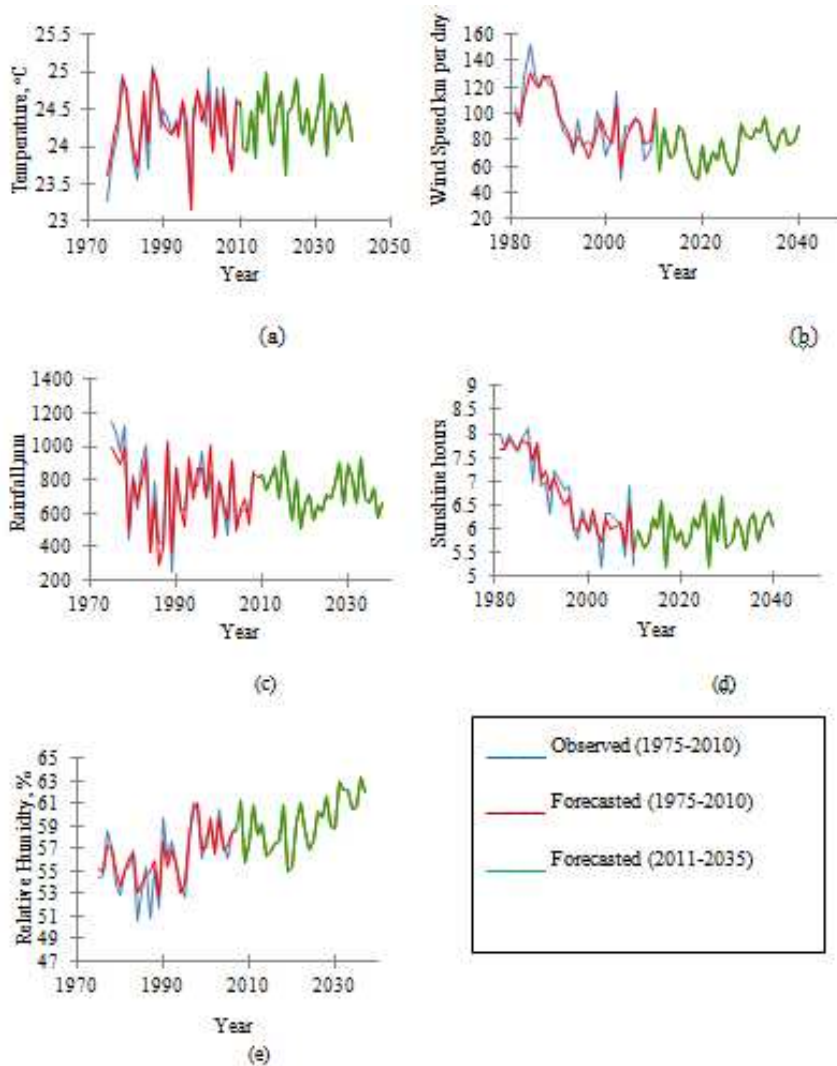 25.5
25
24.5
24
23.5
23
Temperature, °C
1970 1990 2010 2030 2050
Year
(a)
160
140
120
100
80
60
40
20
Wind Speed km per day
1980 2000 2020 2040
Year
(b)
1400
1200
1000
800
600
400
200
Rainfall,mm
1970 1990 2010 2030
Year
(c)
9
8.5
8
7.5
7
6.5
6
5.5
5
Sunshine hours
1980 2000 2020 2040
Year
(d)
65
63
61
59
57
55
53
51
49
47
Relative Humidty, %
1970 1990 2010 2030
Year
(e)
Observed (1975-2010)
Forecasted (1975-2010)
Forecasted (2011-2035)